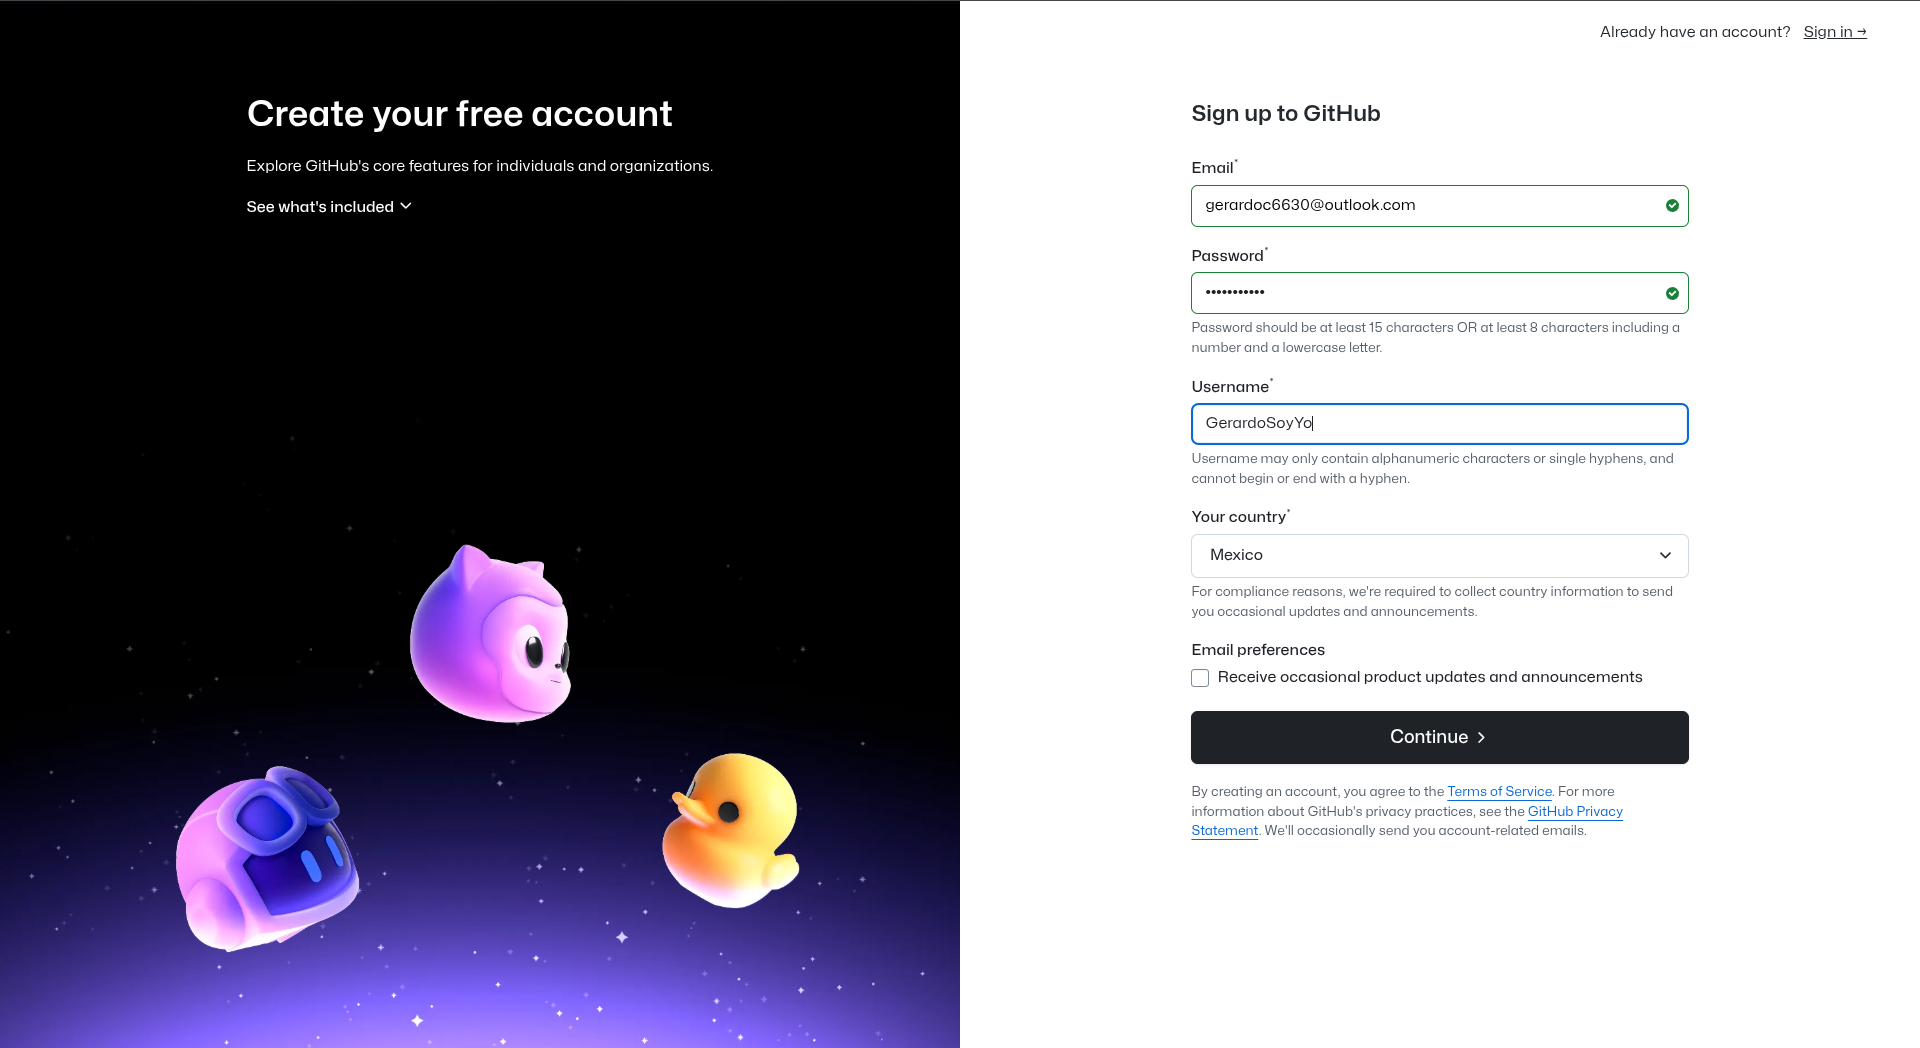 Already have an account? Sign in →
Create your free account
Explore GitHub's core features for individuals and organizations.
See what's included
Sign up to GitHub
Email*
gerardoc6630@outlook.com
Password*
•••••••••••
Password should be at least 15 characters OR at least 8 characters including a
number and a lowercase letter.
Username*
GerardoSoyYo
Username may only contain alphanumeric characters or single hyphens, and
cannot begin or end with a hyphen.
Your country*
Mexico
For compliance reasons, we're required to collect country information to send
you occasional updates and announcements.
Email preferences
Receive occasional product updates and announcements
Continue
By creating an account, you agree to the Terms of Service. For more
information about GitHub's privacy practices, see the GitHub Privacy
Statement. We'll occasionally send you account-related emails.